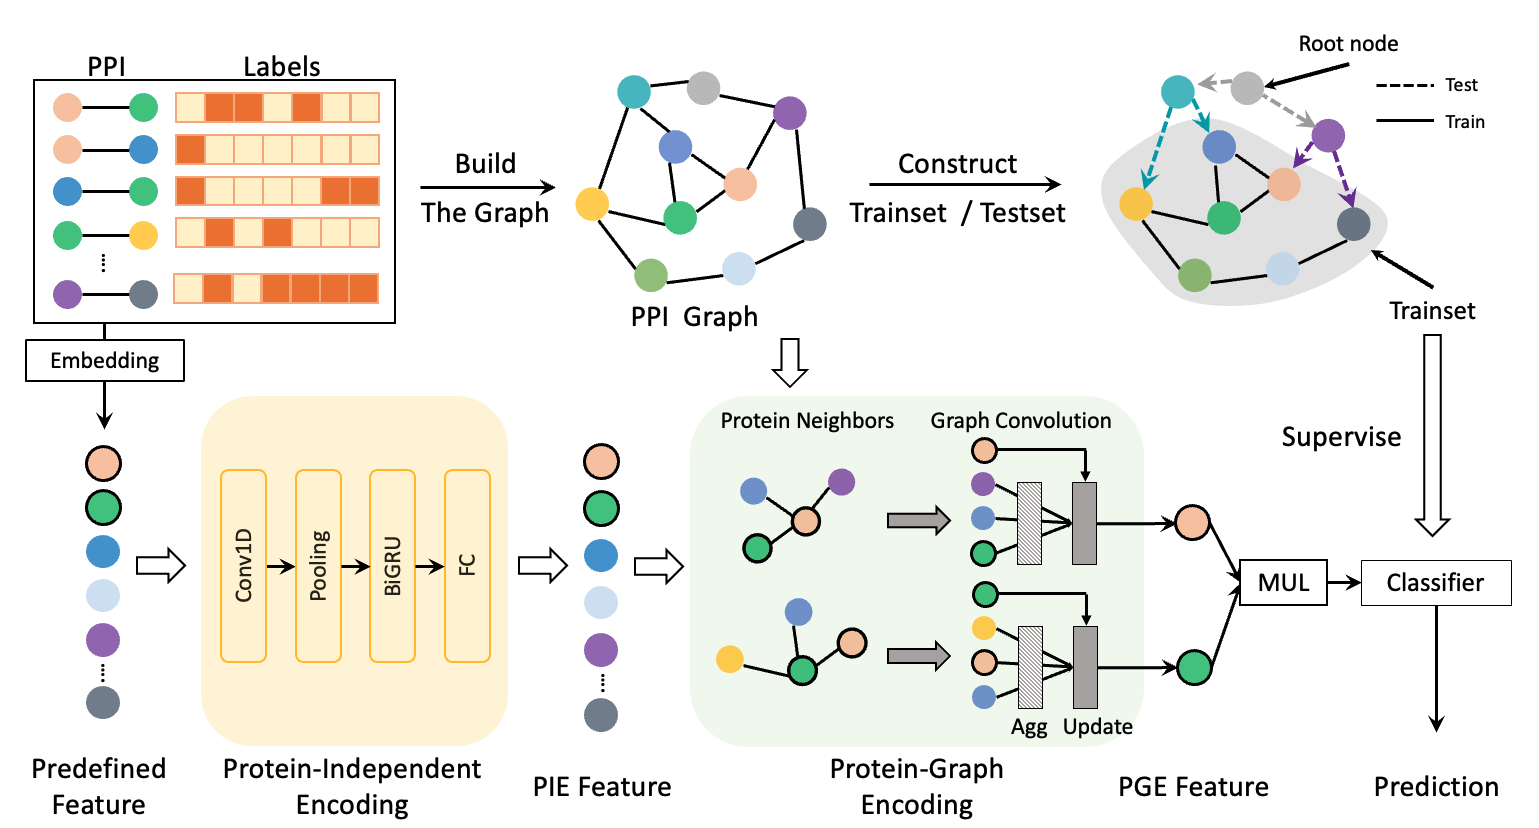 PPI
Labels
Build
The Graph
PPI Graph
Construct
Trainset / Testset
Root node
Test
Train
Trainset
Embedding
Supervise
Protein Neighbors
Graph Convolution
Conv1D
Pooling
BiGRU
FC
Agg
Update
MUL
Classifier
Predefined
Feature
Protein-Independent
Encoding
PIE Feature
Protein-Graph
Encoding
PGE Feature
Prediction